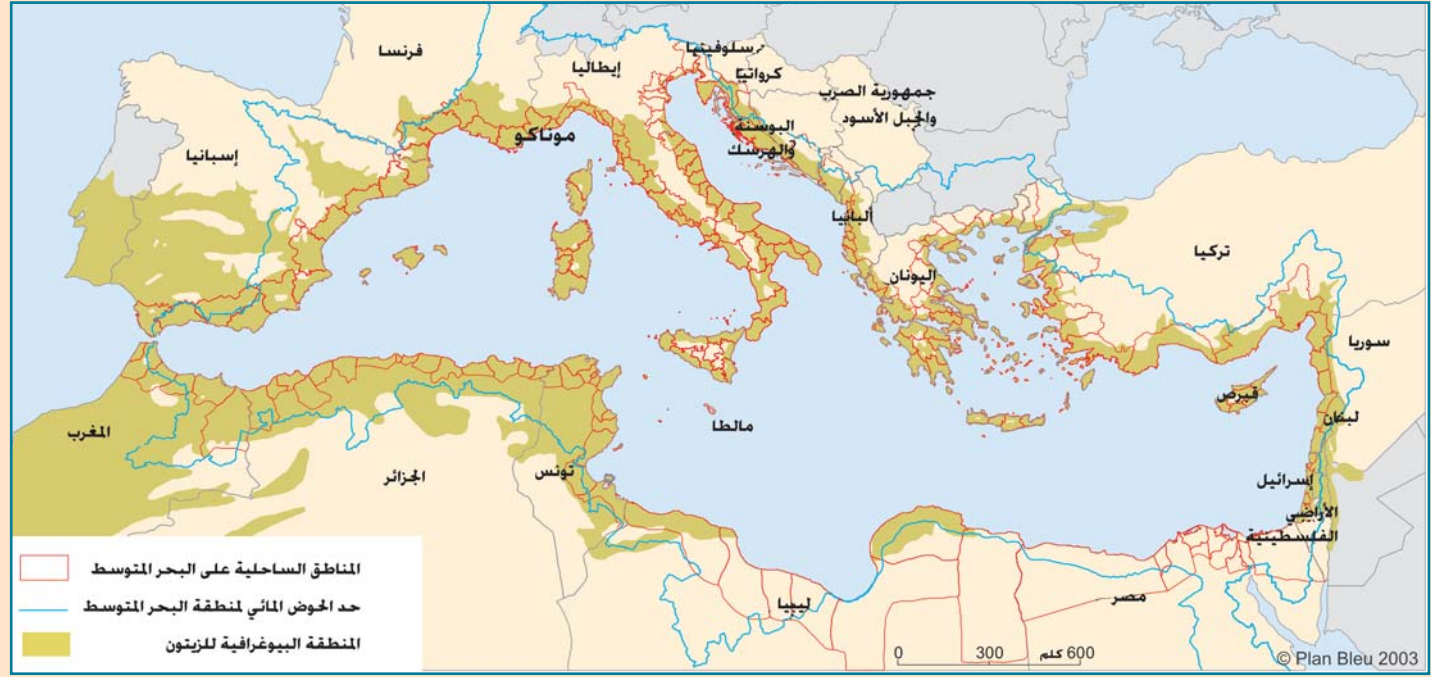 فرنسا
سلوفينيا
إيطاليا
كرواتيا
جمهورية الصرب
والجبل الأسود
البوسنة
والهرسك
موناكو
إسبانيا
ألبانيا
تركيا
اليونان
سوريا
قبرص
لبنان
مالطا
المغرب
الجزائر
تونس
إسرائيل
الأراضي
الفلسطينية
ليبيا
مصر
المناطق الساحلية على البحر المتوسط
حد الحوض المائي لمنطقة البحر المتوسط
المنطقة البيوغرافية للزيتون
0 300 600 كلم
© Plan Bleu 2003